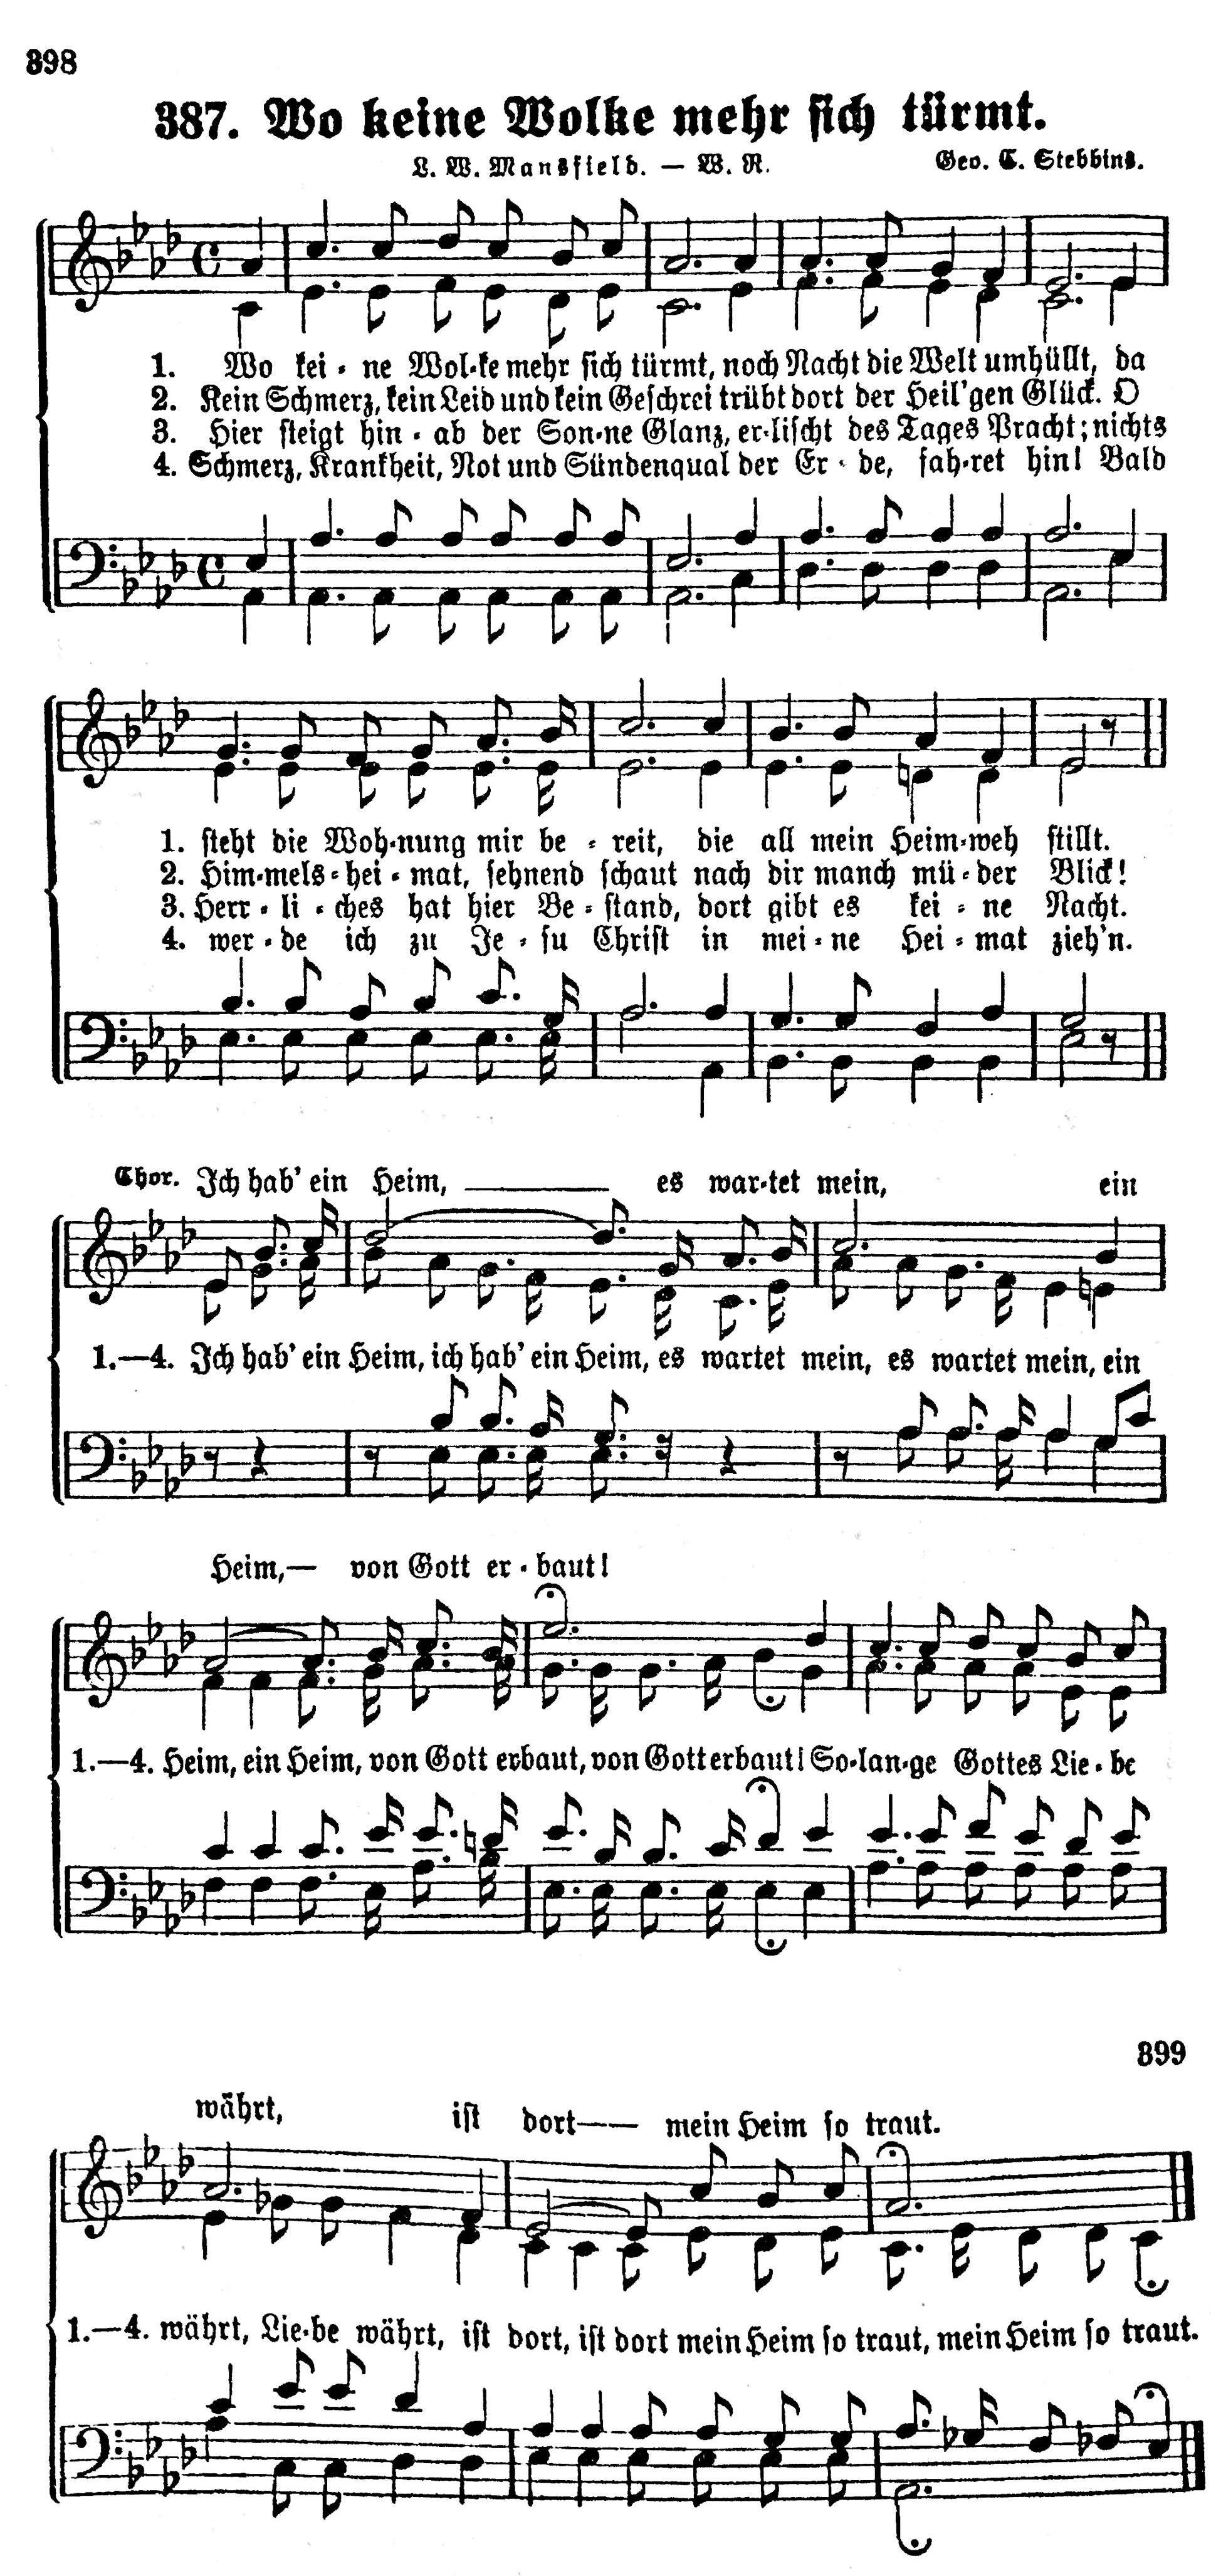 398
387. Wo keine Wolke mehr sich türmt.
L. W. Mansfield. — W. R.
Geo. C. Stebbins.
1. Wo kei-ne Wol-ke mehr sich türmt, noch Nacht die Welt umhüllt, da
2. Kein Schmerz, kein Leid und kein Geschrei trübt dort der Heil'gen Glück. O
3. Hier steigt hin-ab der Son-ne Glanz, er-lischt des Tages Pracht; nichts
4. Schmerz, Krankheit, Not und Sündenqual der Er-de, fah-ret hin! Bald
1. steht die Woh-nung mir be-reit, die all mein Heim-weh stillt.
2. Him-mels-hei-mat, sehnend schaut nach dir manch mü-der Blick!
3. Herr-li-ches hat hier Be-stand, dort gibt es kei-ne Nacht.
4. wer-de ich zu Je-su Christ in mei-ne Hei-mat zieh'n.
Chor. Ich hab' ein Heim, es war-tet mein, ein
1.—4. Ich hab' ein Heim, ich hab' ein Heim, es wartet mein, es wartet mein, ein
Heim,— von Gott er-baut!
1.—4. Heim, ein Heim, von Gott erbaut, von Gott erbaut! So-lan-ge Gottes Lie-be
399
währt, ist dort— mein Heim so traut.
1.—4. währt, Lie-be währt, ist dort, ist dort mein Heim so traut, mein Heim so traut.